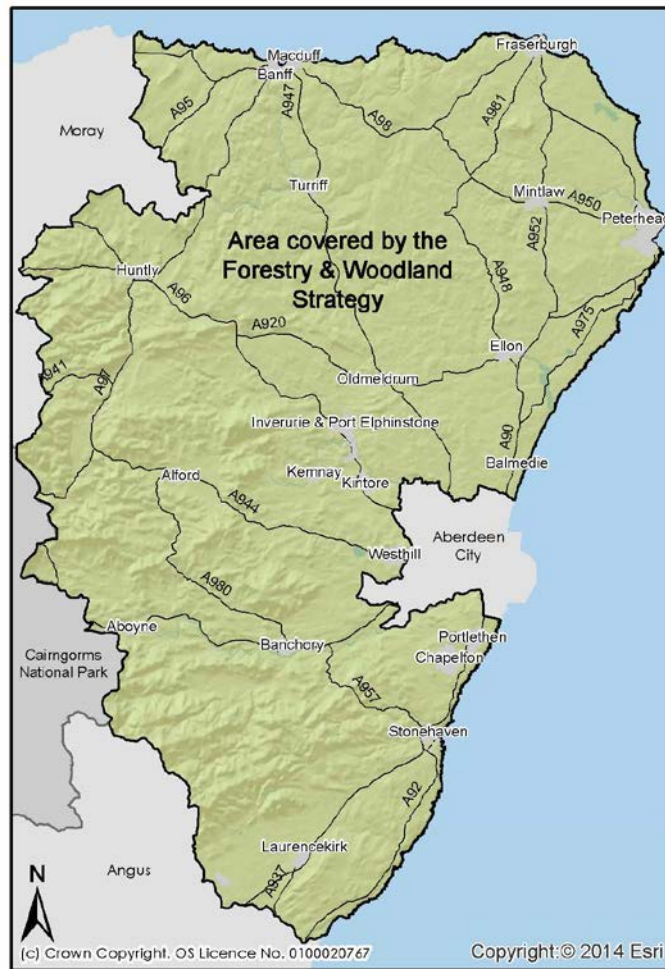 Fraserburgh
Macduff
Banff
A95
A947
A98
A981
Moray
Turriff
Mintlaw
A950
Peterhead
A952
Area covered by the
Forestry & Woodland
Strategy
Huntly
A96
A948
A975
A920
Ellon
A941
A97
Oldmeldrum
Inverurie & Port Elphinstone
A90
Balmedie
Alford
Kemnay
Kintore
A944
Aberdeen
City
Westhill
A980
Aboyne
Portlethen
Cairngorms
National Park
Banchory
Chapelton
A957
Stonehaven
A92
Laurencekirk
Angus
A937
N
(c) Crown Copyright. OS Licence No. 0100020767
Copyright:© 2014 Esri